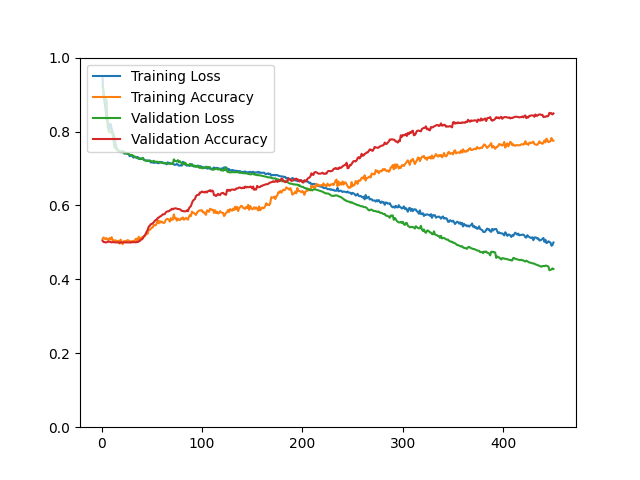 1.0
0.8
0.6
0.4
0.2
0.0
0 100 200 300 400
Training Loss
Training Accuracy
Validation Loss
Validation Accuracy